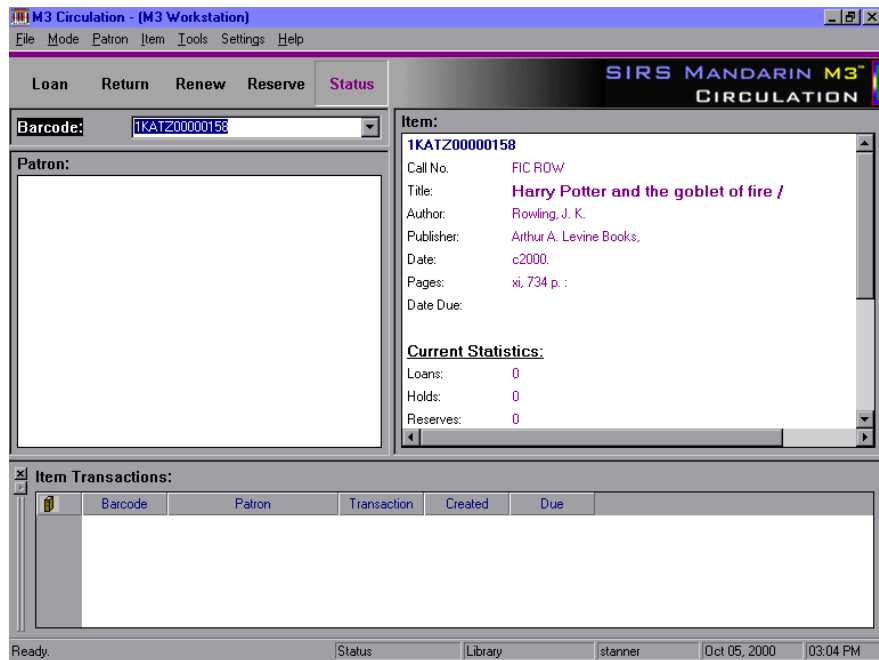 M3 Circulation - (M3 Workstation)
File Mode Patron Item Tools Settings Help
Loan Return Renew Reserve Status
SIRS MANDARIN M3™
CIRCULATION
Barcode: 1KATZ00000158
Patron:
Item:
1KATZ00000158
Call No. FIC ROW
Title: Harry Potter and the goblet of fire /
Author: Rowling, J. K.
Publisher: Arthur A. Levine Books,
Date: c2000.
Pages: xi, 734 p. :
Date Due:
Current Statistics:
Loans: 0
Holds: 0
Reserves: 0
Item Transactions:
Barcode Patron Transaction Created Due
Ready. Status Library stanner Oct 05, 2000 03:04 PM